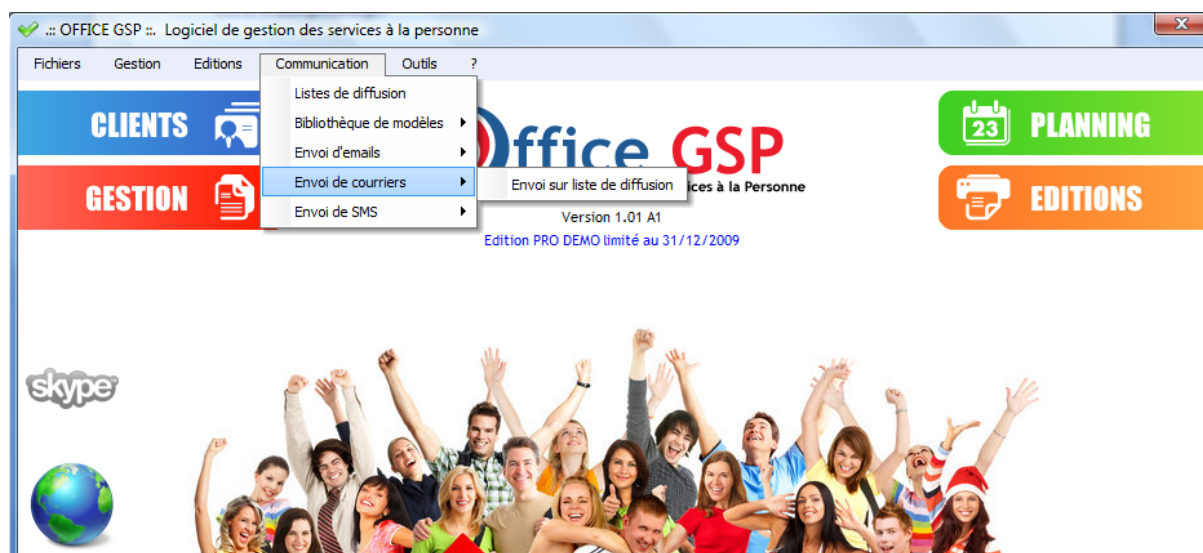 .:: OFFICE GSP ::. Logiciel de gestion des services à la personne
X
Fichiers Gestion Editions Communication Outils ?
Listes de diffusion
Bibliothèque de modèles
Envoi d'emails
Envoi de courriers
Envoi de SMS
Envoi sur liste de diffusion
CLIENTS
GESTION
Office GSP
ices à la Personne
Version 1.01 A1
Edition PRO DEMO limité au 31/12/2009
23 PLANNING
EDITIONS
skype